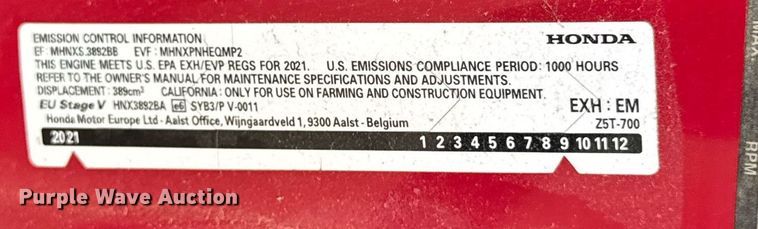 EMISSION CONTROL INFORMATION
HONDA
EF: MHNXS.3892BB EVF: MHNXPNHEQMP2
THIS ENGINE MEETS U.S. EPA EXH/EVP REGS FOR 2021. U.S. EMISSIONS COMPLIANCE PERIOD: 1000 HOURS
REFER TO THE OWNER'S MANUAL FOR MAINTENANCE SPECIFICATIONS AND ADJUSTMENTS.
DISPLACEMENT: 389cm³ CALIFORNIA: ONLY FOR USE ON FARMING AND CONSTRUCTION EQUIPMENT.
EU Stage V HNX3892BA e6 SYB3/P V-0011 EXH : EM
Honda Motor Europe Ltd - Aalst Office, Wijngaardveld 1, 9300 Aalst - Belgium Z5T-700
2021 1 2 3 4 5 6 7 8 9 10 11 12
RPM
Purple Wave Auction